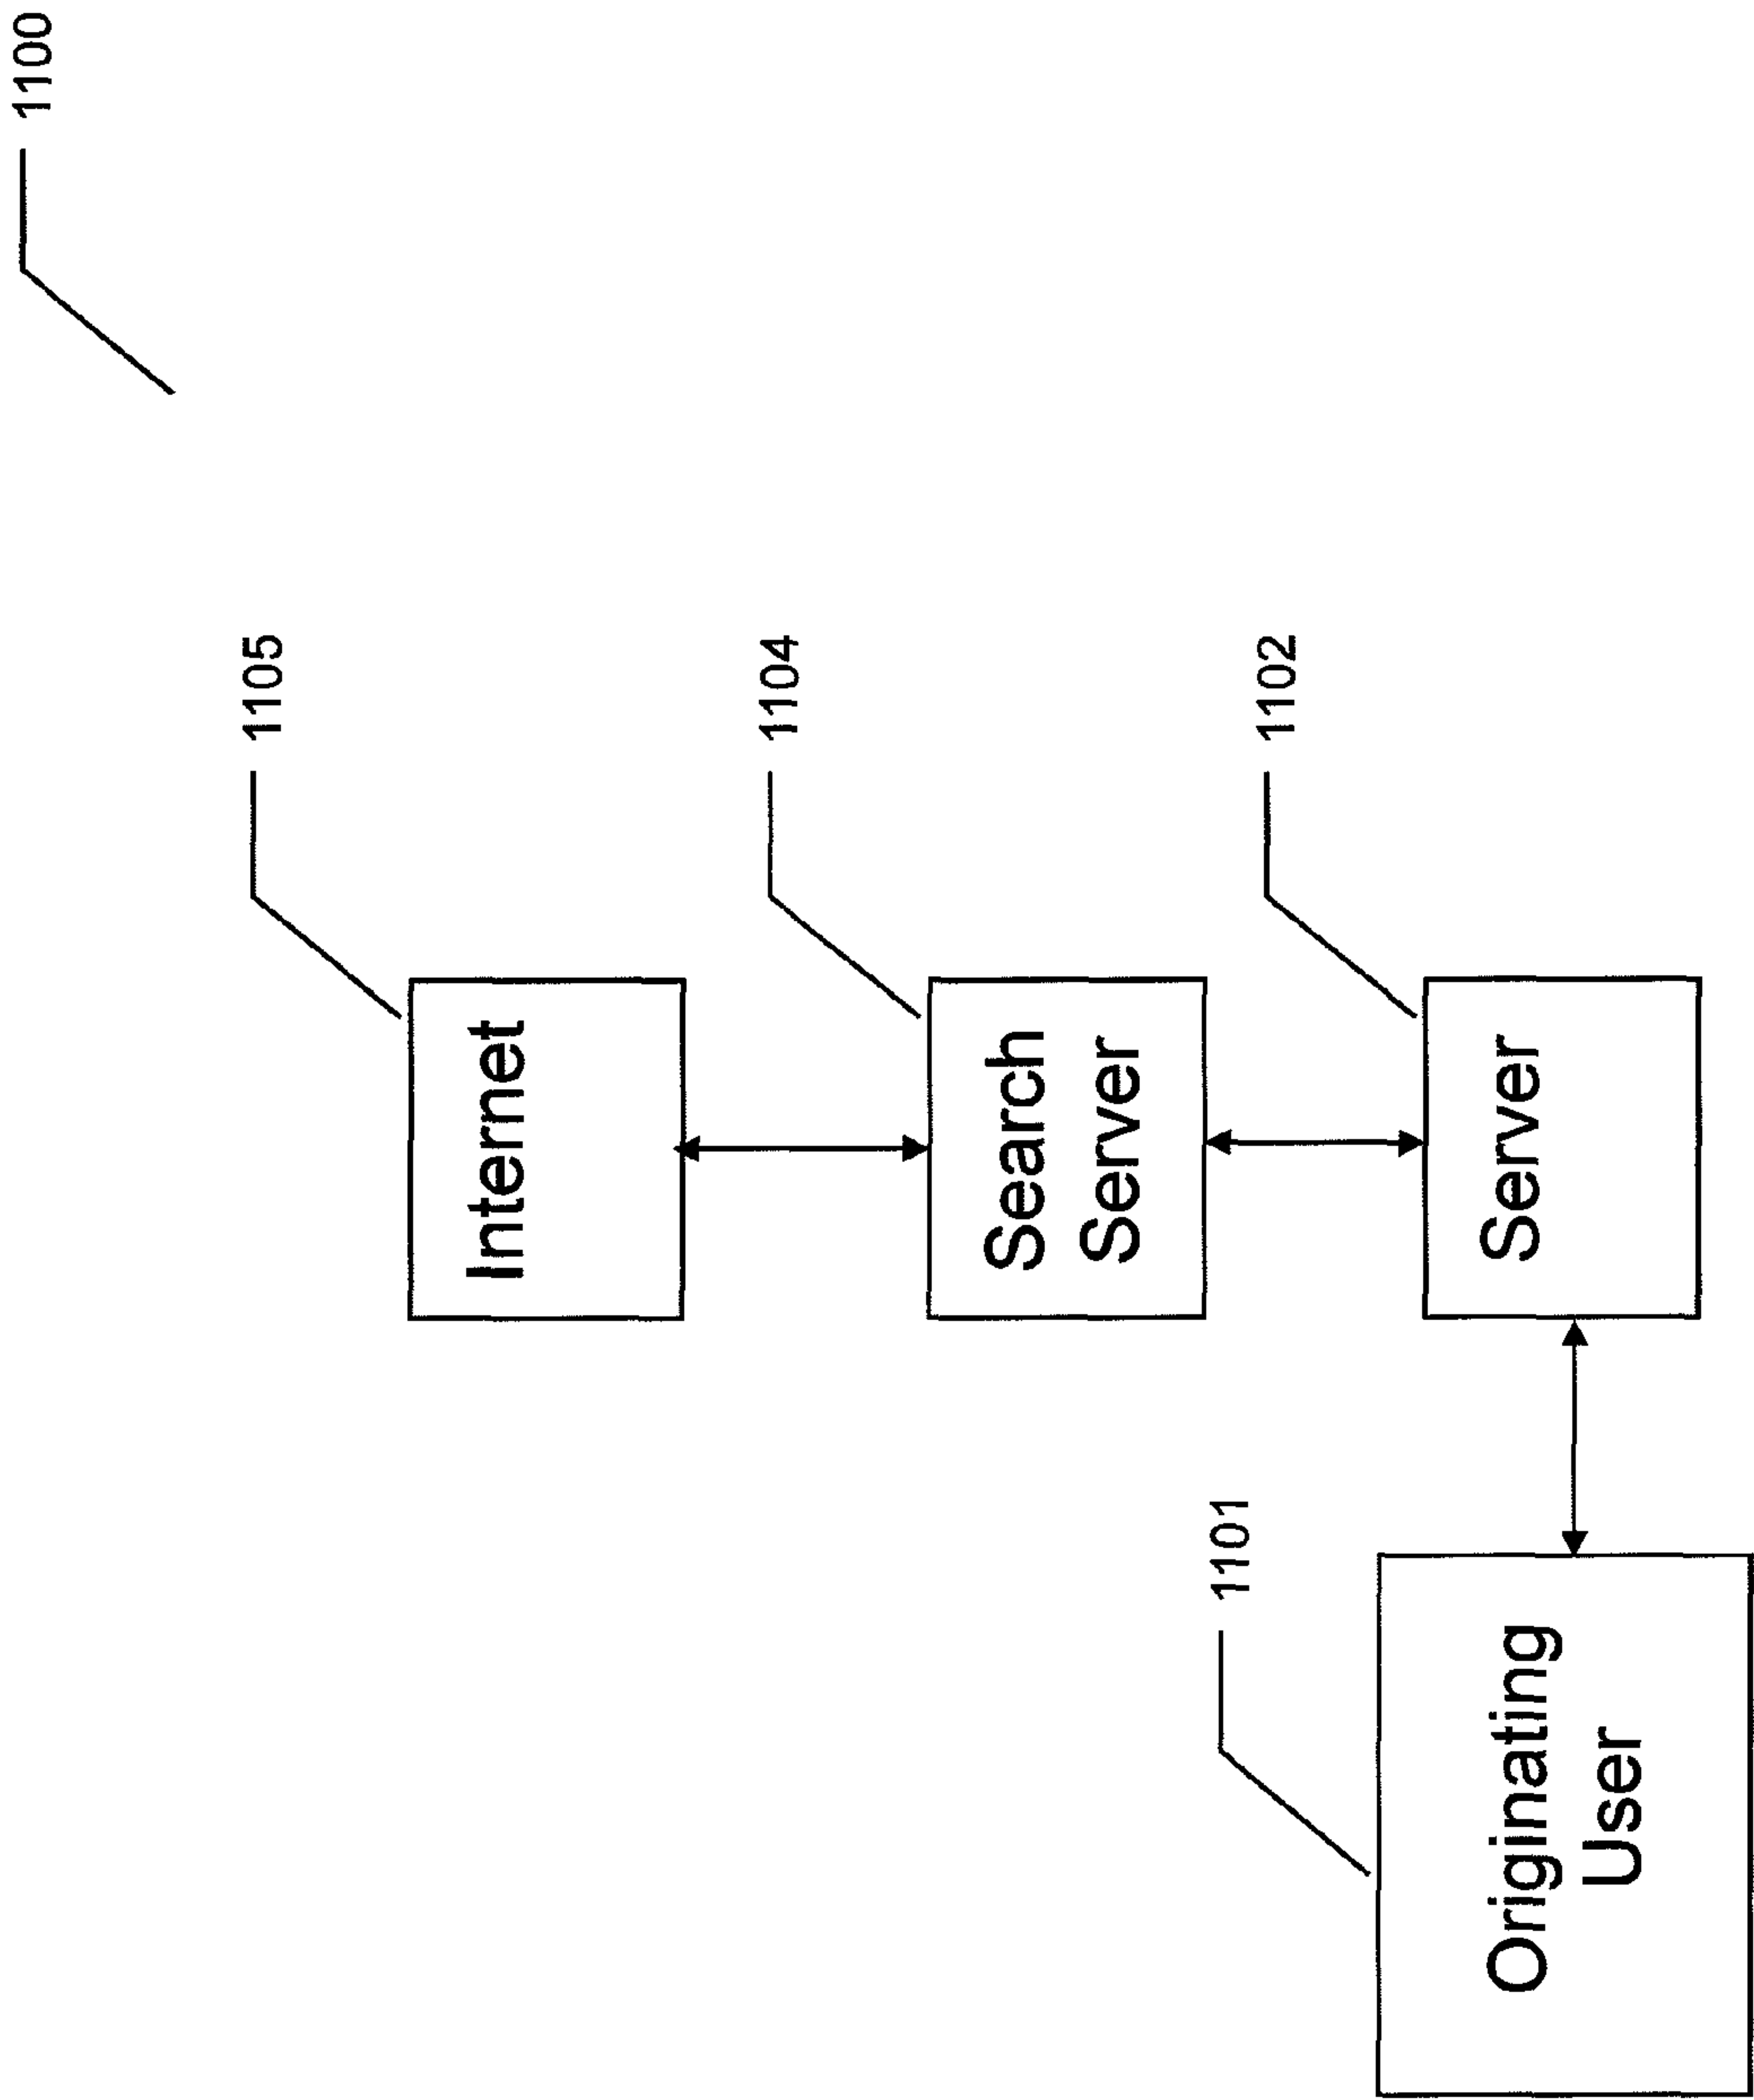 1100
1105
Internet
1104
Search
Server
1102
Server
1101
Originating
User